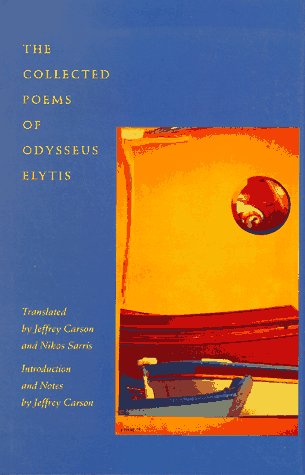 THE
COLLECTED
POEMS
OF
ODYSSEUS
ELYTIS
Translated
by Jeffrey Carson
and Nikos Sarris
Introduction
and Notes
by Jeffrey Carson